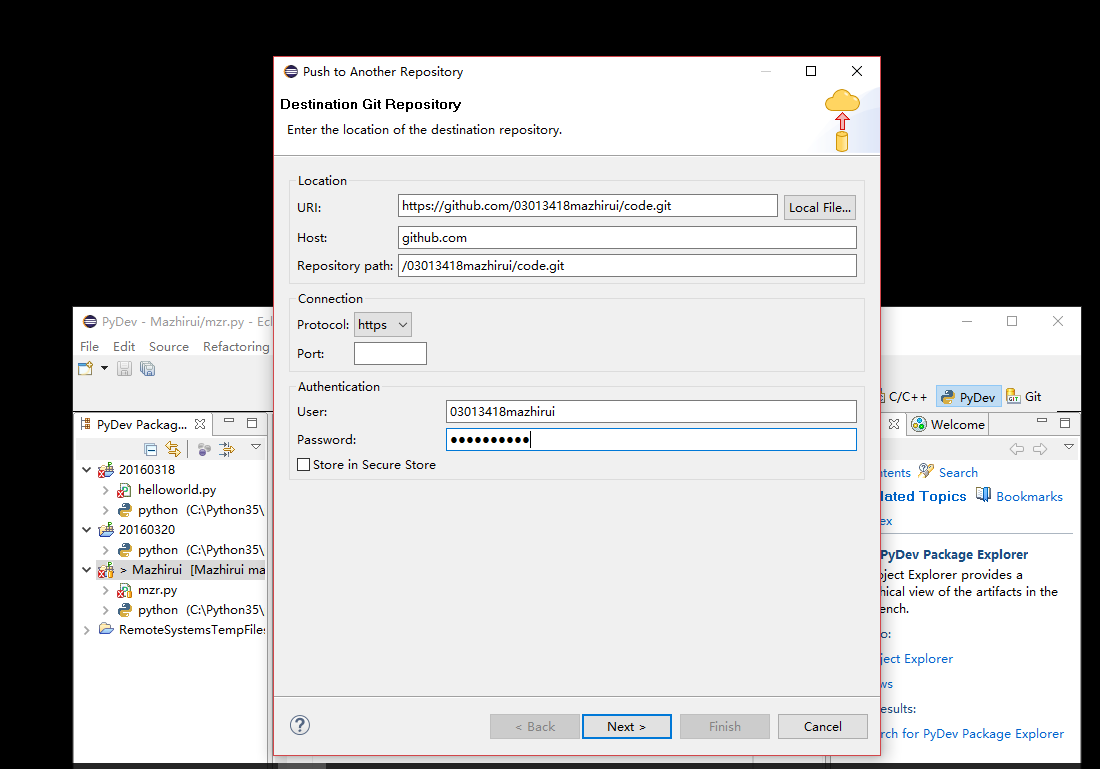 Push to Another Repository
Destination Git Repository
Enter the location of the destination repository.
Location
URI: https://github.com/03013418mazhirui/code.git Local File...
Host: github.com
Repository path: /03013418mazhirui/code.git
Connection
Protocol: https
Port:
Authentication
User: 03013418mazhirui
Password: ●●●●●●●●●●
Store in Secure Store
< Back Next > Finish Cancel
PyDev - Mazhirui/mzr.py - Ecl
File Edit Source Refactoring
C/C++ PyDev Git
PyDev Packag...
Welcome
20160318
helloworld.py
python (C:\Python35\
20160320
python (C:\Python35\
> Mazhirui [Mazhirui ma
mzr.py
python (C:\Python35\
RemoteSystemsTempFiles
ntents Search
lated Topics Bookmarks
ex
PyDev Package Explorer
oject Explorer provides a
hical view of the artifacts in the
ench.
o:
ject Explorer
ws
esults:
rch for PyDev Package Explorer